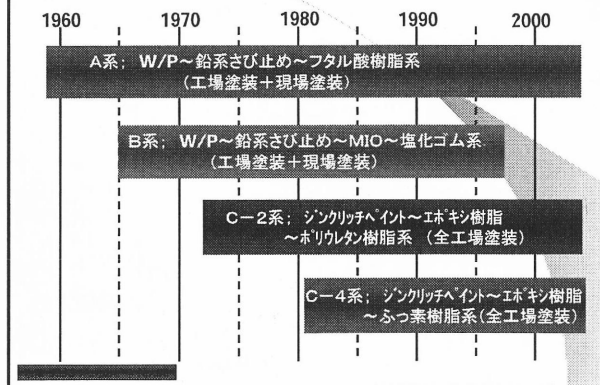 1960 1970 1980 1990 2000
A系; W/P~鉛系さび止め~フタル酸樹脂系
(工場塗装+現場塗装)
B系; W/P~鉛系さび止め~MIO~塩化ゴム系
(工場塗装+現場塗装)
C-2系; ジンクリッチペイント~エポキシ樹脂
~ポリウレタン樹脂系 (全工場塗装)
C-4系; ジンクリッチペイント~エポキシ樹脂
~ふっ素樹脂系(全工場塗装)